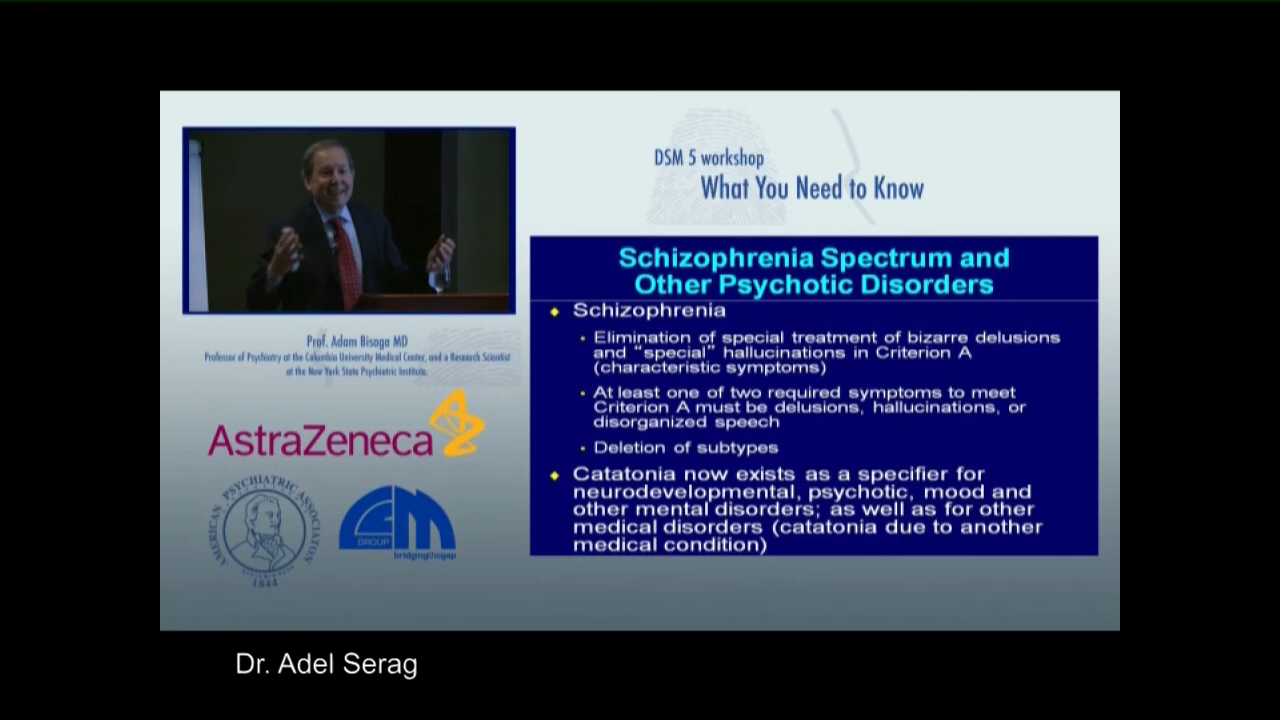 DSM 5 workshop
What You Need to Know
Prof. Adam Bisaga MD
Professor of Psychiatry at the Columbia University Medical Center, and a Research Scientist
at the New York State Psychiatric Institute.
AstraZeneca
AMERICAN PSYCHIATRIC ASSOCIATION
1844
GROUP
bridgingthegap
Schizophrenia Spectrum and
Other Psychotic Disorders
Schizophrenia
Elimination of special treatment of bizarre delusions
and “special” hallucinations in Criterion A
(characteristic symptoms)
At least one of two required symptoms to meet
Criterion A must be delusions, hallucinations, or
disorganized speech
Deletion of subtypes
Catatonia now exists as a specifier for
neurodevelopmental, psychotic, mood and
other mental disorders; as well as for other
medical disorders (catatonia due to another
medical condition)
Dr. Adel Serag